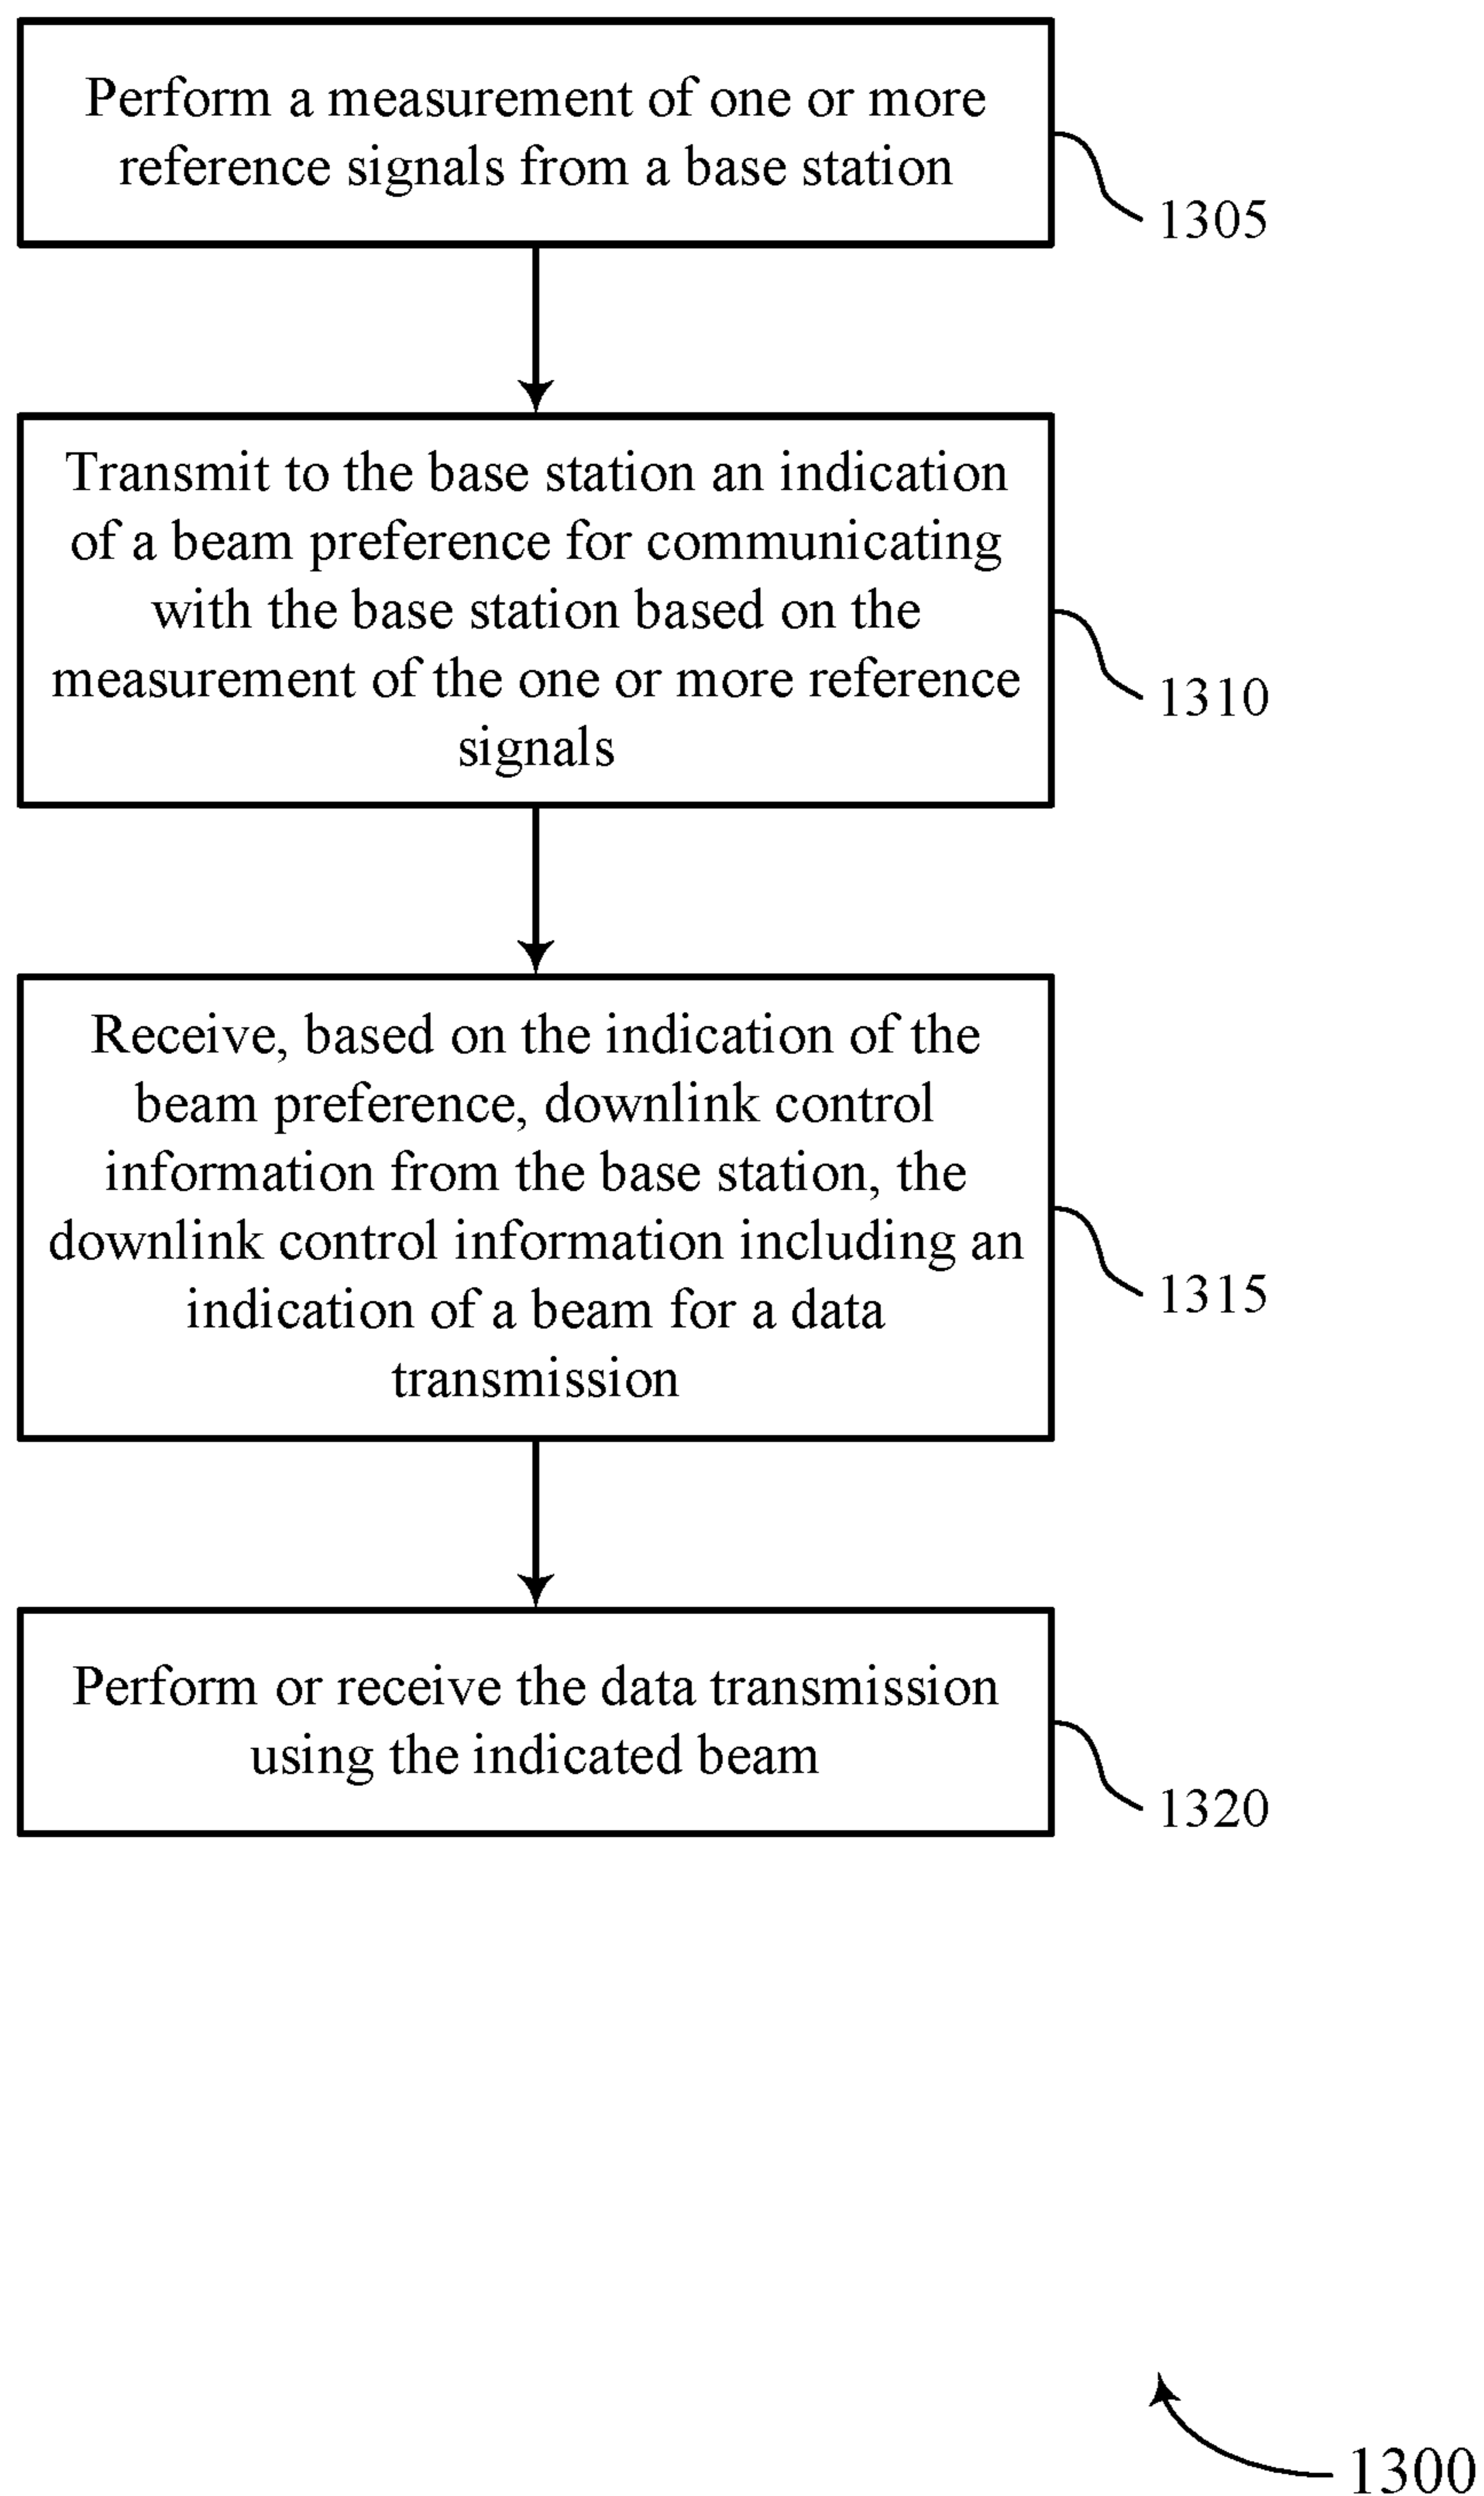 Perform a measurement of one or more
reference signals from a base station
1305
Transmit to the base station an indication
of a beam preference for communicating
with the base station based on the
measurement of the one or more reference
signals
1310
Receive, based on the indication of the
beam preference, downlink control
information from the base station, the
downlink control information including an
indication of a beam for a data
transmission
1315
Perform or receive the data transmission
using the indicated beam
1320
1300